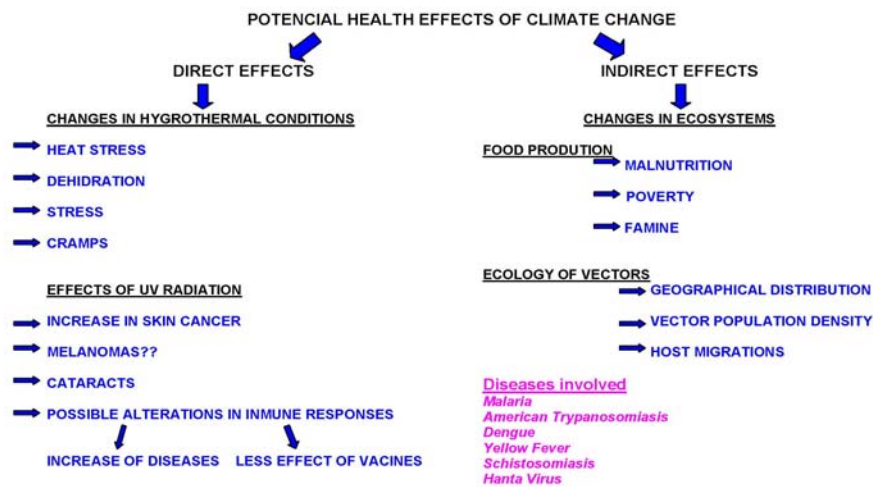 POTENCIAL HEALTH EFFECTS OF CLIMATE CHANGE
DIRECT EFFECTS
CHANGES IN HYGROTHERMAL CONDITIONS
HEAT STRESS
DEHIDRATION
STRESS
CRAMPS
EFFECTS OF UV RADIATION
INCREASE IN SKIN CANCER
MELANOMAS??
CATARACTS
POSSIBLE ALTERATIONS IN INMUNE RESPONSES
INCREASE OF DISEASES
LESS EFFECT OF VACINES
INDIRECT EFFECTS
CHANGES IN ECOSYSTEMS
FOOD PRODUTION
MALNUTRITION
POVERTY
FAMINE
ECOLOGY OF VECTORS
GEOGRAPHICAL DISTRIBUTION
VECTOR POPULATION DENSITY
HOST MIGRATIONS
Diseases involved
Malaria
American Trypanosomiasis
Dengue
Yellow Fever
Schistosomiasis
Hanta Virus